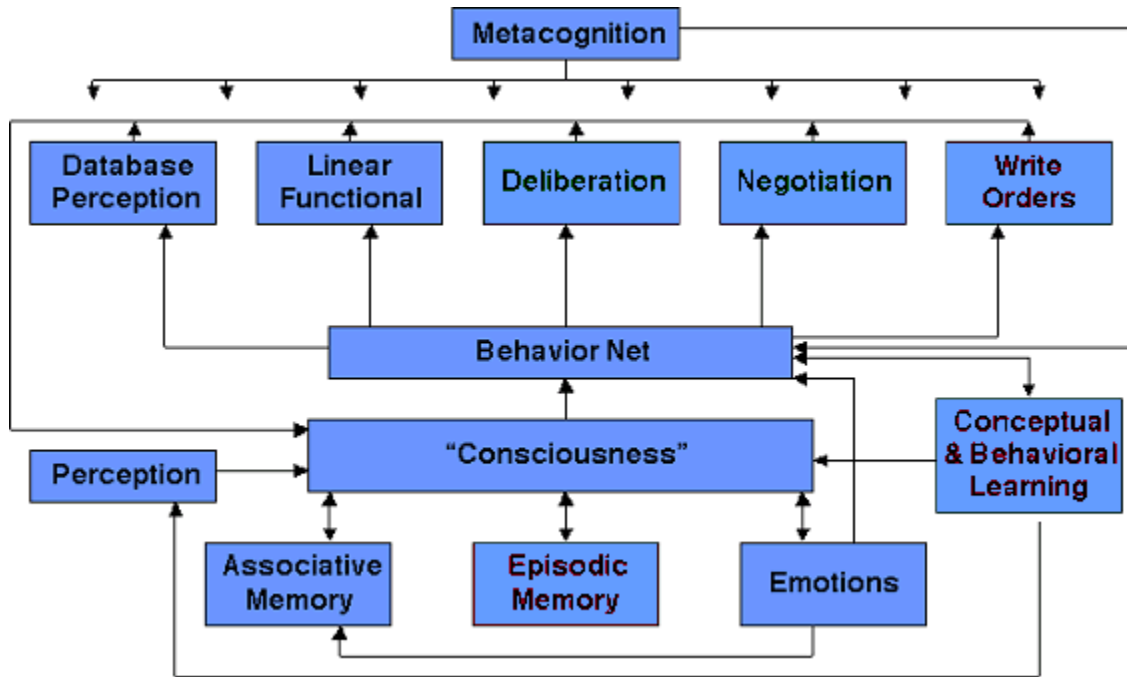 Metacognition
Database
Perception
Linear
Functional
Deliberation
Negotiation
Write
Orders
Behavior Net
Conceptual
& Behavioral
Learning
“Consciousness”
Perception
Associative
Memory
Episodic
Memory
Emotions